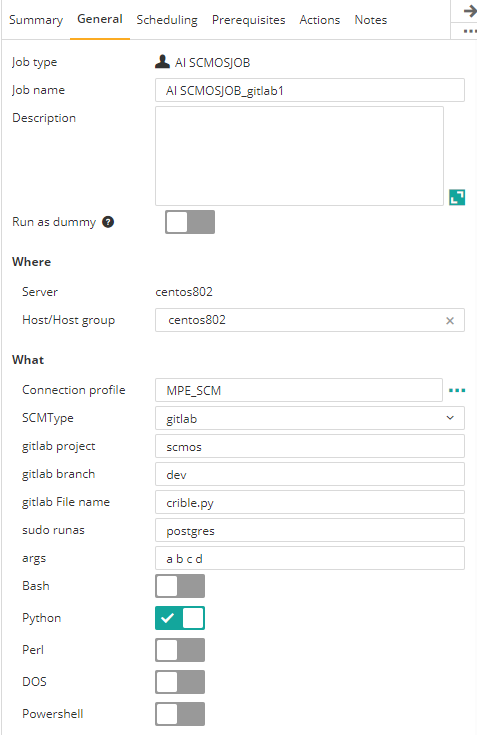 Summary General Scheduling Prerequisites Actions Notes
Job type AI SCMOSJOB
Job name AI SCMOSJOB_gitlab1
Description
Run as dummy ?
Where
Server centos802
Host/Host group centos802 ×
What
Connection profile MPE_SCM ...
SCMType gitlab
gitlab project scmos
gitlab branch dev
gitlab File name crible.py
sudo runas postgres
args a b c d
Bash
Python
Perl
DOS
Powershell